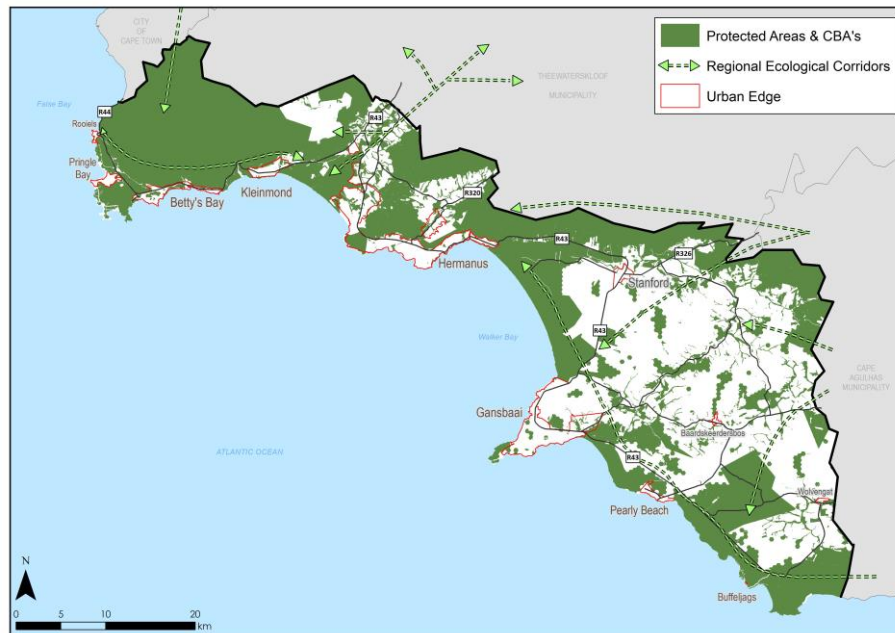 CITY
OF
CAPE TOWN
Protected Areas & CBA's
Regional Ecological Corridors
Urban Edge
THEEWATERSKLOOF
MUNICIPALITY
False Bay
R44
R43
Rooiels
Pringle
Bay
Betty's Bay
Kleinmond
R320
Hermanus
R43
R326
Stanford
R43
Walker Bay
CAPE
AGULHAS
MUNICIPALITY
Gansbaai
Baardskeerdersbos
ATLANTIC OCEAN
R43
Wolvengat
Pearly Beach
Buffeljags
N
0 5 10 20
km